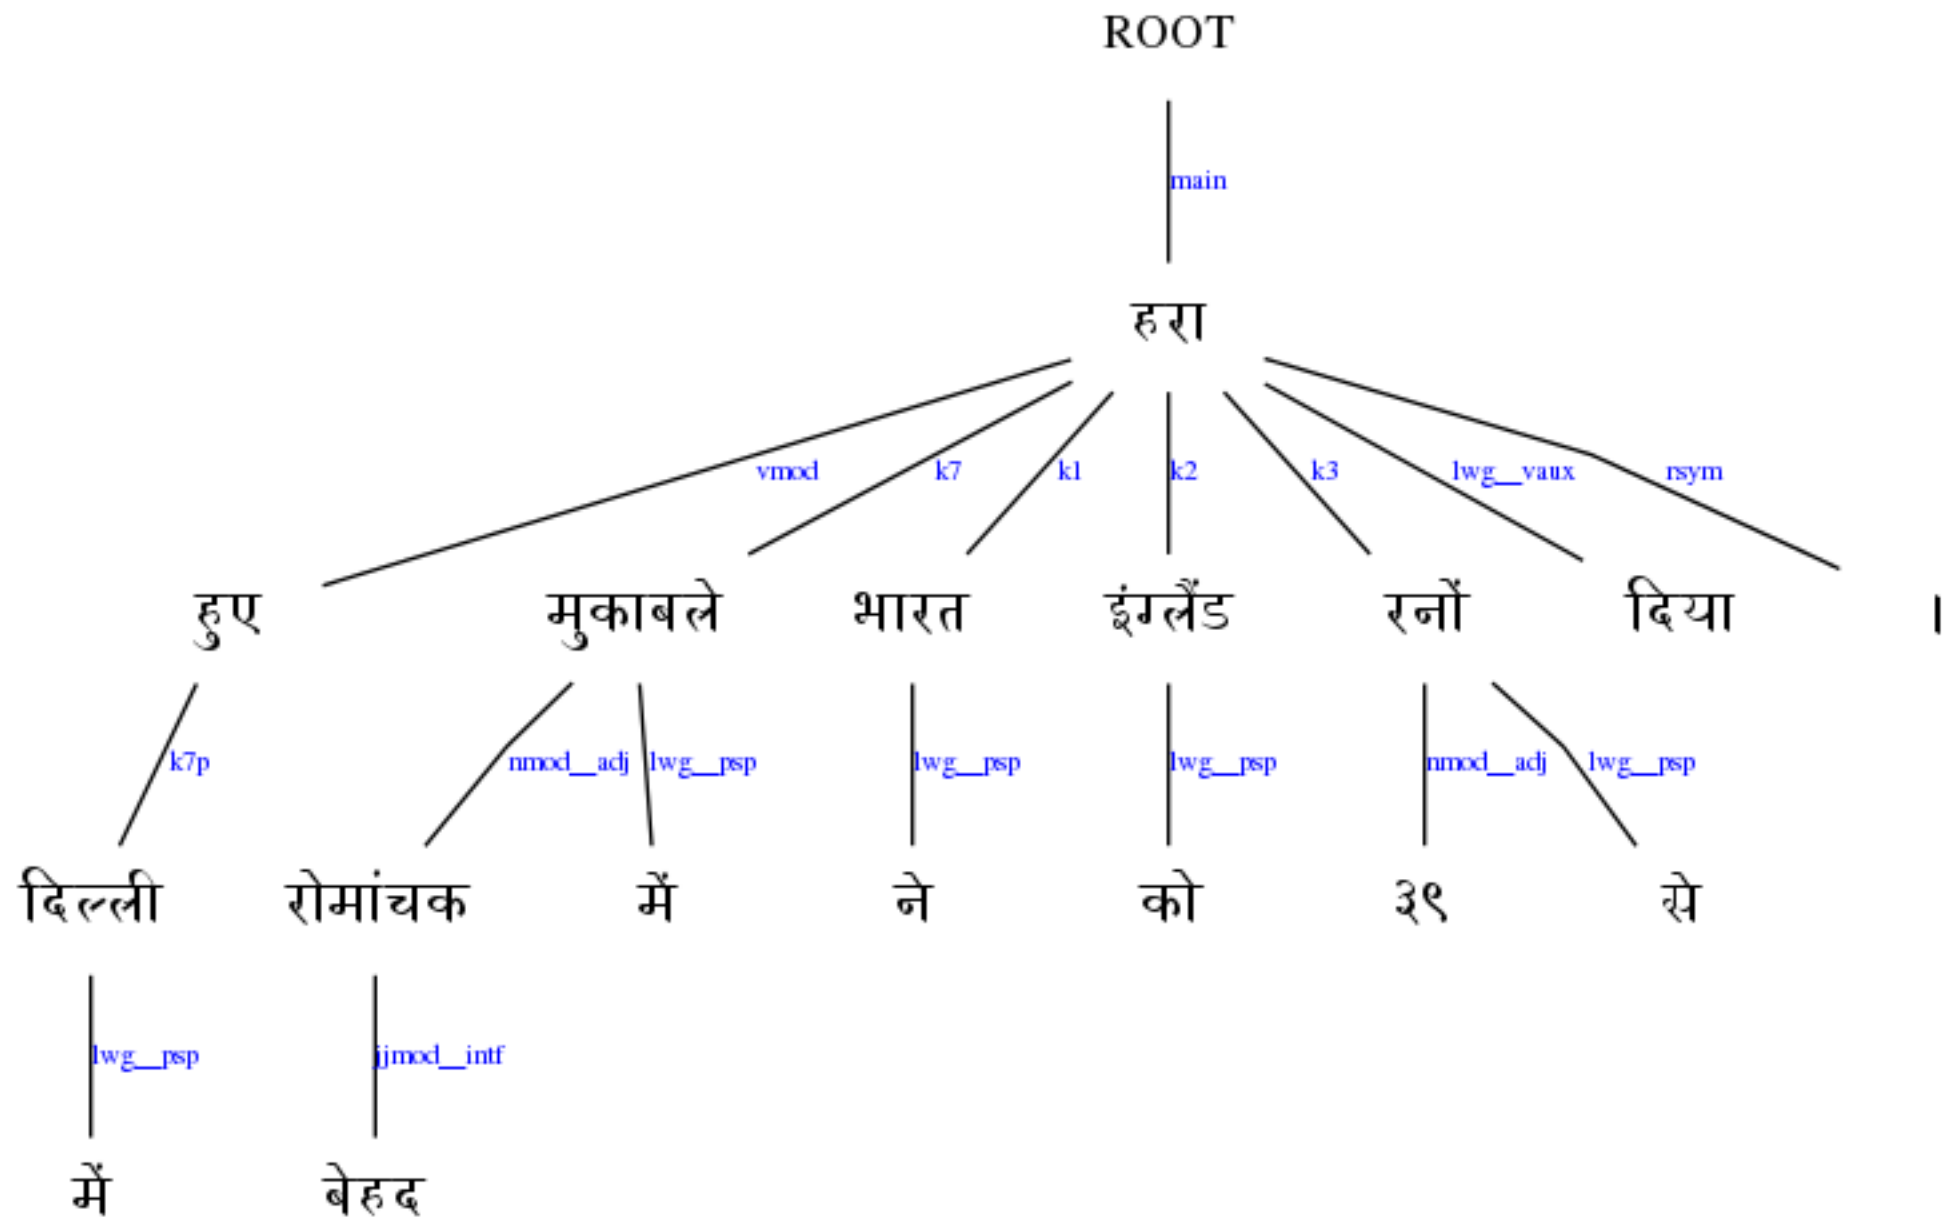 ROOT
main
हरा
vmod k7 k1 k2 k3 lwg__vaux rsym
हुए मुकाबले भारत इंग्लैंड रनों दिया ।
k7p nmod__adj lwg__psp lwg__psp lwg__psp nmod__adj lwg__psp
दिल्ली रोमांचक में ने को ३९ से
lwg__psp jjmod__intf
में बेहद